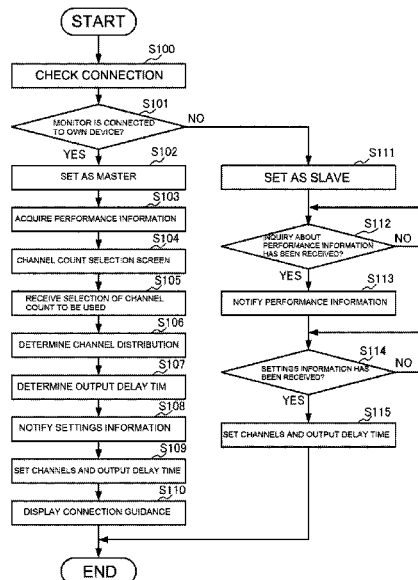 START
S100
CHECK CONNECTION
S101
MONITOR IS CONNECTED
TO OWN DEVICE?
NO
YES
S102
SET AS MASTER
S103
ACQUIRE PERFORMANCE INFORMATION
S104
CHANNEL COUNT SELECTION SCREEN
S105
RECEIVE SELECTION OF CHANNEL
COUNT TO BE USED
S106
DETERMINE CHANNEL DISTRIBUTION
S107
DETERMINE OUTPUT DELAY TIM
S108
NOTIFY SETTINGS INFORMATION
S109
SET CHANNELS AND OUTPUT DELAY TIME
S110
DISPLAY CONNECTION GUIDANCE
END
S111
SET AS SLAVE
S112
INQUIRY ABOUT
PERFORMANCE INFORMATION
HAS BEEN RECEIVED?
NO
YES
S113
NOTIFY PERFORMANCE INFORMATION
S114
SETTINGS INFORMATION HAS
BEEN RECEIVED?
NO
YES
S115
SET CHANNELS AND OUTPUT DELAY TIME